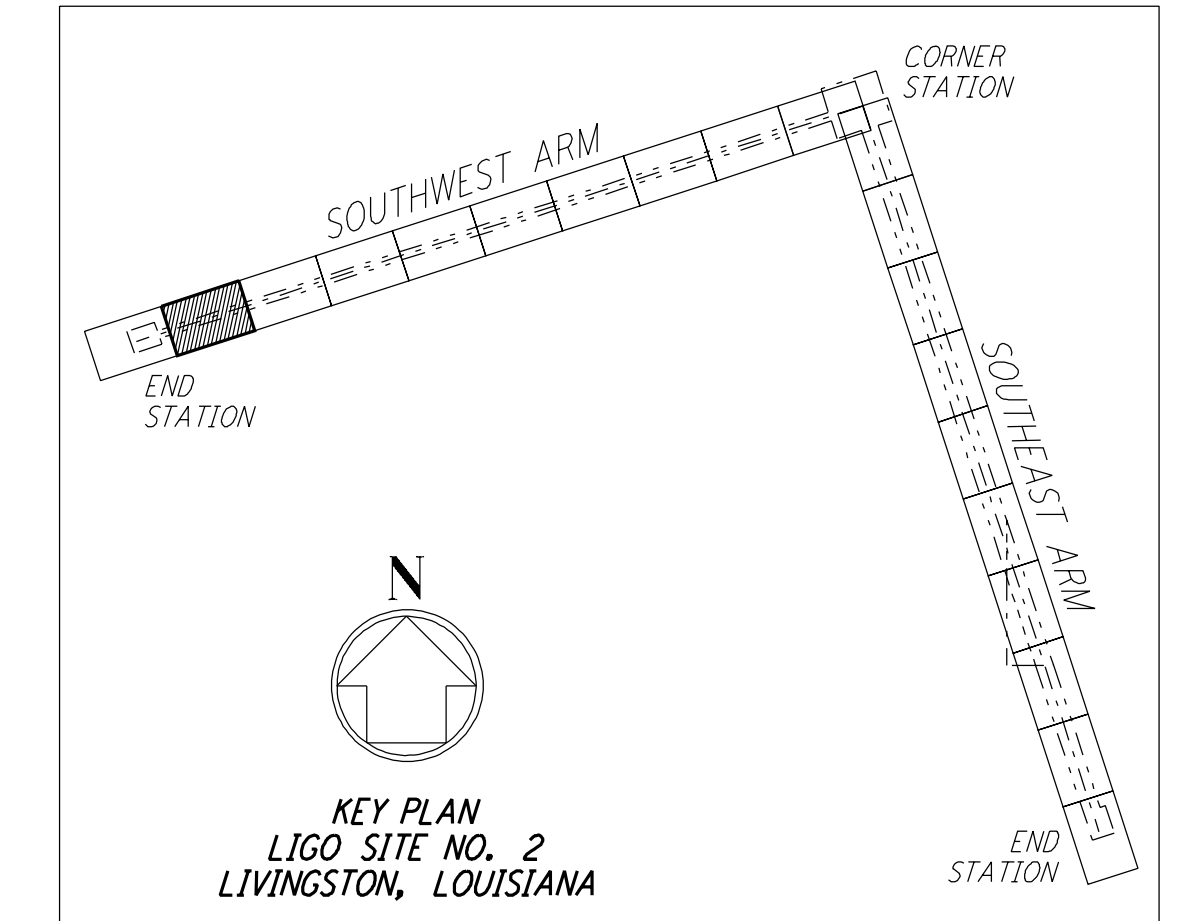 CORNER
STATION
SOUTHWEST ARM
END
STATION
SOUTHEAST ARM
N
KEY PLAN
LIGO SITE NO. 2
LIVINGSTON, LOUISIANA
END
STATION